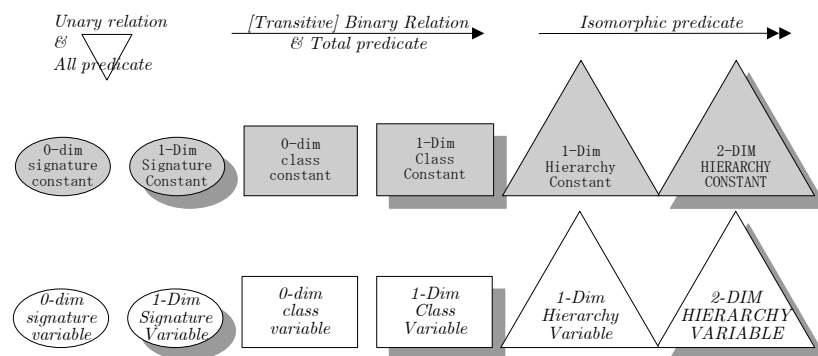 Unary relation
&
All predicate
[Transitive] Binary Relation
& Total predicate
Isomorphic predicate
0-dim
signature
constant
1-Dim
Signature
Constant
0-dim
class
constant
1-Dim
Class
Constant
1-Dim
Hierarchy
Constant
2-DIM
HIERARCHY
CONSTANT
0-dim
signature
variable
1-Dim
Signature
Variable
0-dim
class
variable
1-Dim
Class
Variable
1-Dim
Hierarchy
Variable
2-DIM
HIERARCHY
VARIABLE